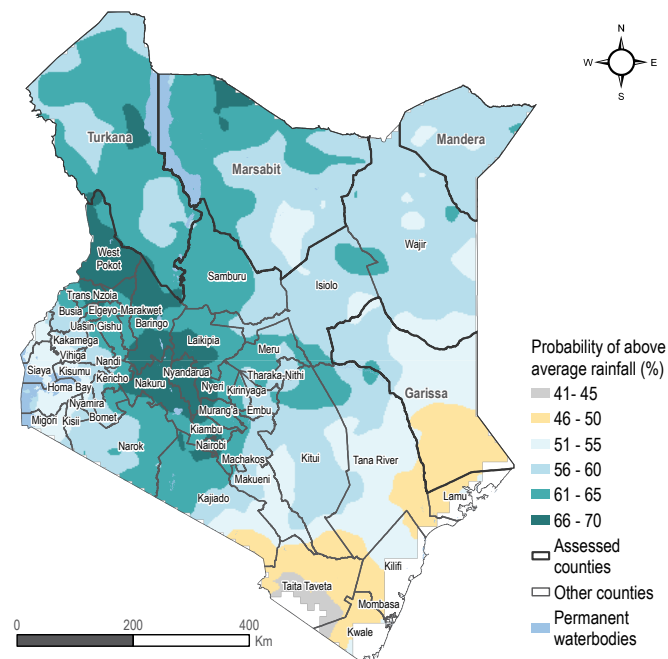 N
W E
S
Turkana
Mandera
Marsabit
Wajir
West
Pokot
Samburu
Isiolo
Trans Nzoia
Busia
Elgeyo-Marakwet
Uasin Gishu
Baringo
Kakamega
Laikipia
Meru
Vihiga
Nandi
Siaya
Kisumu
Nyandarua
Tharaka-Nithi
Kericho
Homa Bay
Nakuru
Nyeri
Kirinyaga
Garissa
Nyamira
Murang'a
Embu
Migori
Kisii
Bomet
Kiambu
Narok
Nairobi
Machakos
Kitui
Tana River
Makueni
Kajiado
Lamu
Kilifi
Taita Taveta
Mombasa
Kwale
Probability of above
average rainfall (%)
41- 45
46 - 50
51 - 55
56 - 60
61 - 65
66 - 70
Assessed
counties
Other counties
Permanent
waterbodies
0 200 400
Km